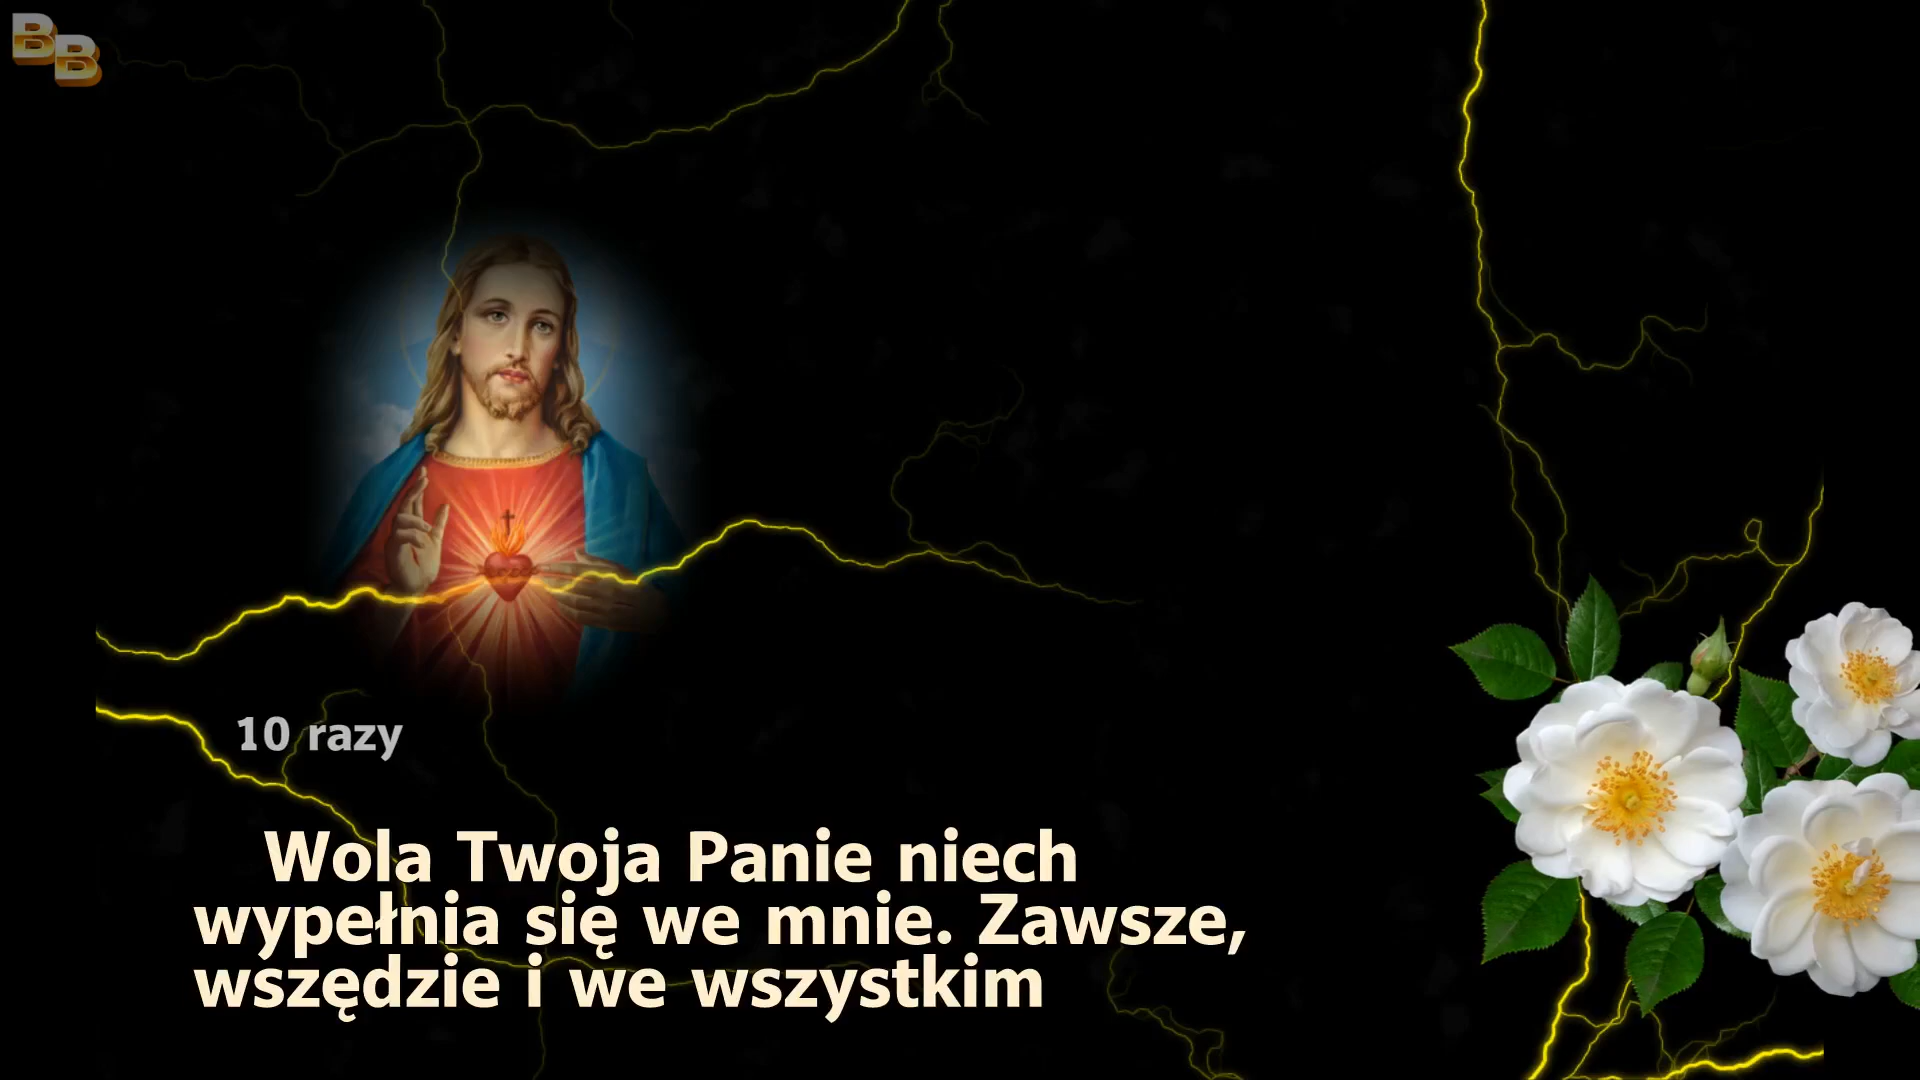 BB
10 razy
Wola Twoja Panie niech
wypełnia się we mnie. Zawsze,
wszędzie i we wszystkim